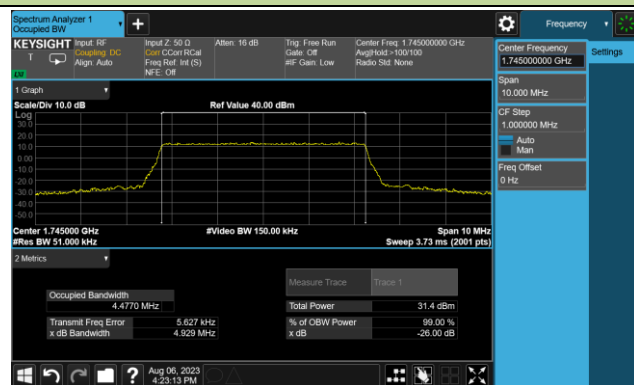 Spectrum Analyzer 1
Occupied BW
+
Frequency
KEYSIGHT
T
Input: RF
Coupling: DC
Align: Auto
Input Z: 50 Ω
Corr CCorr RCal
Freq Ref: Int (S)
NFE: Off
Atten: 16 dB
Trig: Free Run
Gate: Off
#IF Gain: Low
Center Freq: 1.745000000 GHz
Avg|Hold:>100/100
Radio Std: None
Center Frequency
1.745000000 GHz
Settings
Span
10.000 MHz
CF Step
1.000000 MHz
Auto
Man
Freq Offset
0 Hz
1 Graph
Scale/Div 10.0 dB
Ref Value 40.00 dBm
Log
30.0
20.0
10.0
0.00
-10.0
-20.0
-30.0
-40.0
-50.0
Center 1.745000 GHz
#Video BW 150.00 kHz
Span 10 MHz
#Res BW 51.000 kHz
Sweep 3.73 ms (2001 pts)
2 Metrics
Measure Trace
Trace 1
Occupied Bandwidth
4.4770 MHz
Total Power
31.4 dBm
Transmit Freq Error
5.627 kHz
% of OBW Power
99.00 %
x dB Bandwidth
4.929 MHz
x dB
-26.00 dB
?
Aug 06, 2023
4:23:13 PM